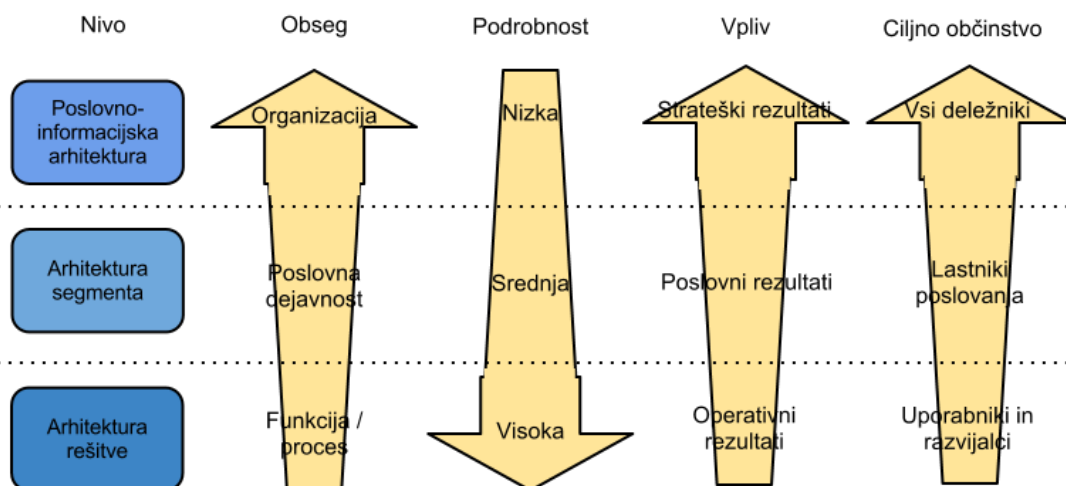 Nivo
Obseg
Podrobnost
Vpliv
Ciljno občinstvo
Poslovno-
informacijska
arhitektura
Organizacija
Nizka
Strateški rezultati
Vsi deležniki
Arhitektura
segmenta
Poslovna
dejavnost
Srednja
Poslovni rezultati
Lastniki
poslovanja
Arhitektura
rešitve
Funkcija /
proces
Visoka
Operativni
rezultati
Uporabniki in
razvijalci